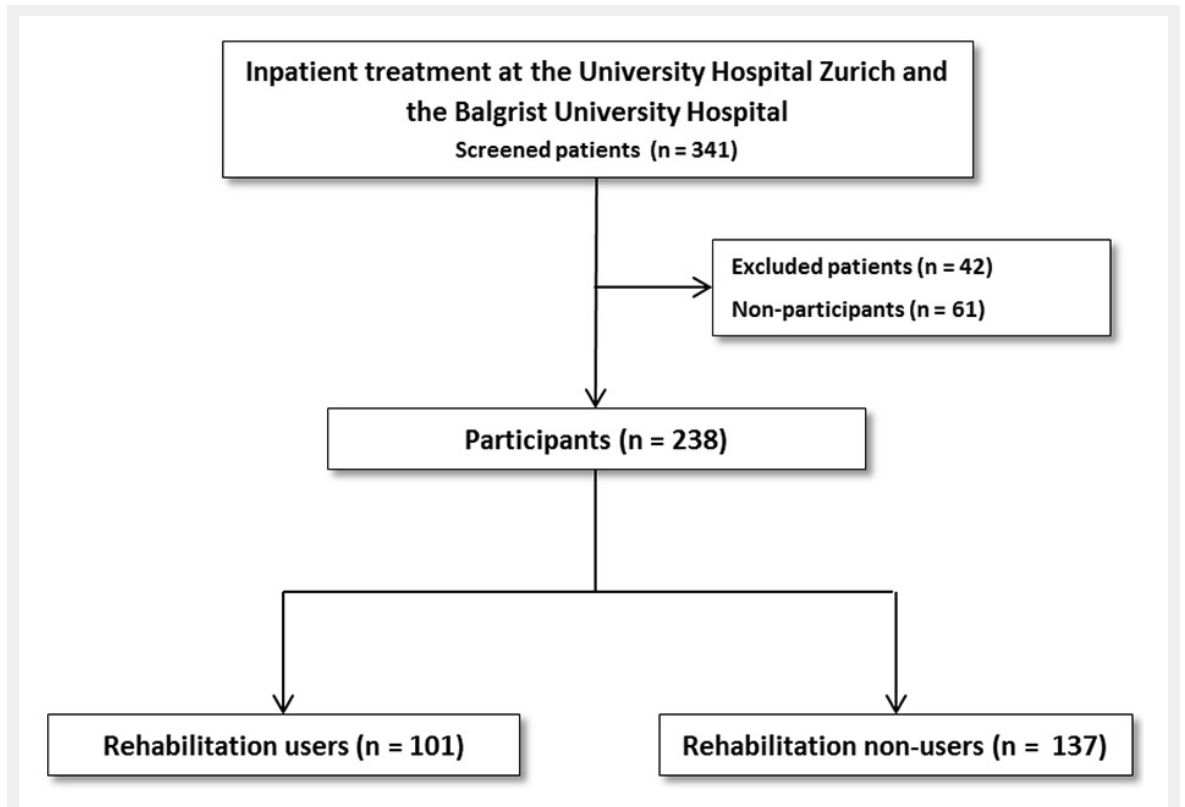 Inpatient treatment at the University Hospital Zurich and
the Balgrist University Hospital
Screened patients (n = 341)
Excluded patients (n = 42)
Non-participants (n = 61)
Participants (n = 238)
Rehabilitation users (n = 101)
Rehabilitation non-users (n = 137)